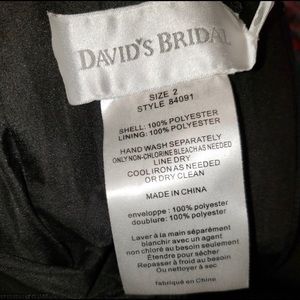 DAVID'S BRIDAL
SIZE 2
STYLE 84091
SHELL: 100% POLYESTER
LINING: 100% POLYESTER
HAND WASH SEPARATELY
ONLY NON-CHLORINE BLEACH AS NEEDED
LINE DRY
COOL IRON AS NEEDED
OR DRY CLEAN
MADE IN CHINA
enveloppe : 100% polyester
doublure: 100% polyester
Laver à la main séparément
blanchir avec un agent
non chloré au besoin seulement
Étendre pour sécher
Repasser à froid au besoin
Ou nettoyer à sec
fabriqué en Chine